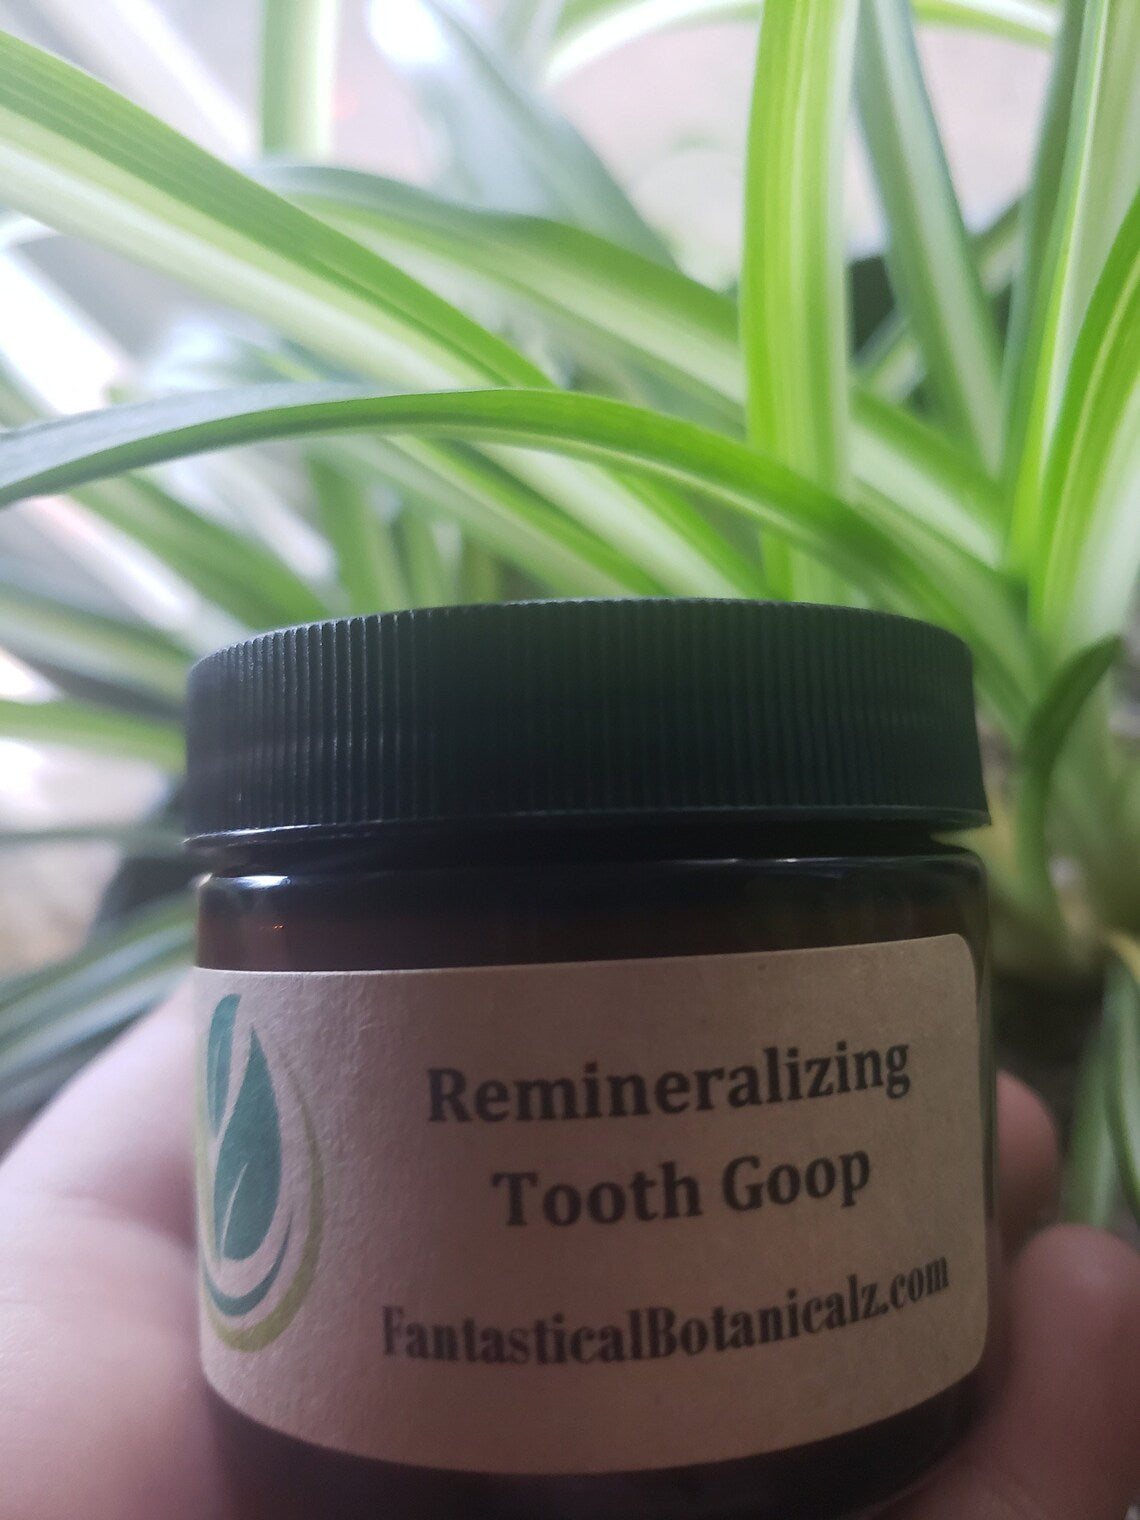 Remineralizing
Tooth Goop
FantasticalBotanicalz.com